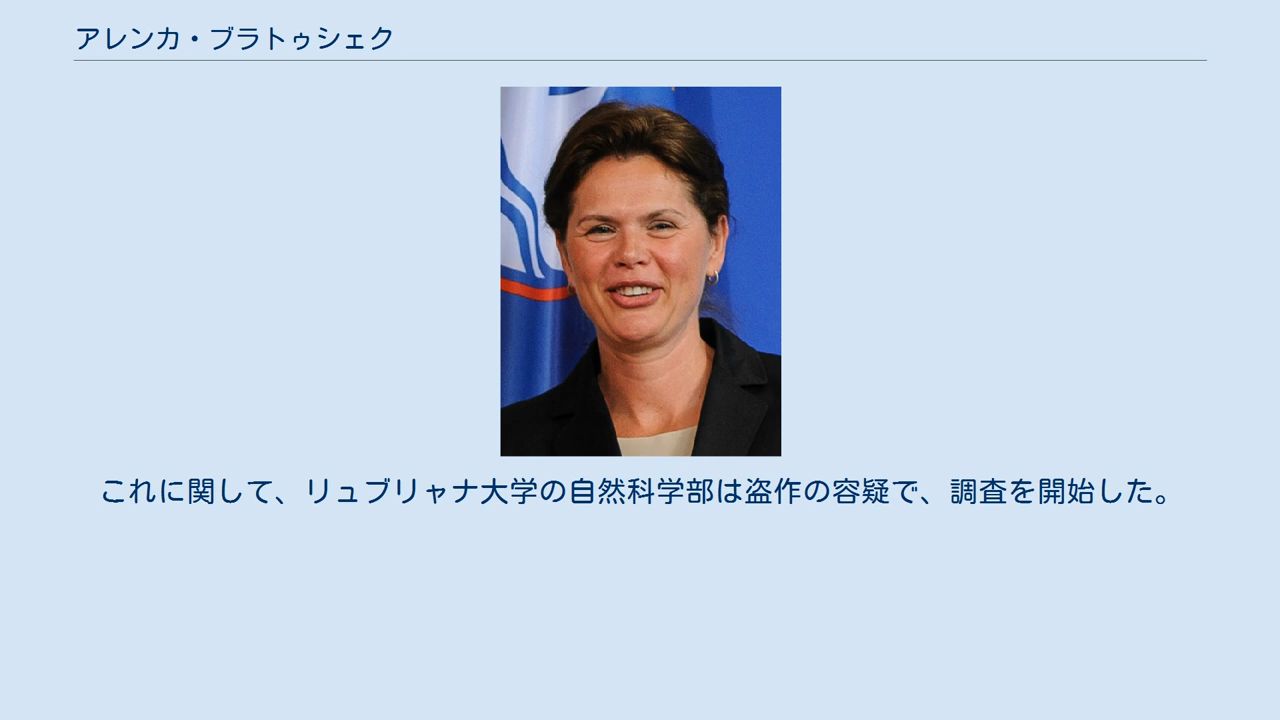 アレンカ・ブラトゥシェク
これに関して、リュブリャナ大学の自然科学部は盗作の容疑で、調査を開始した。